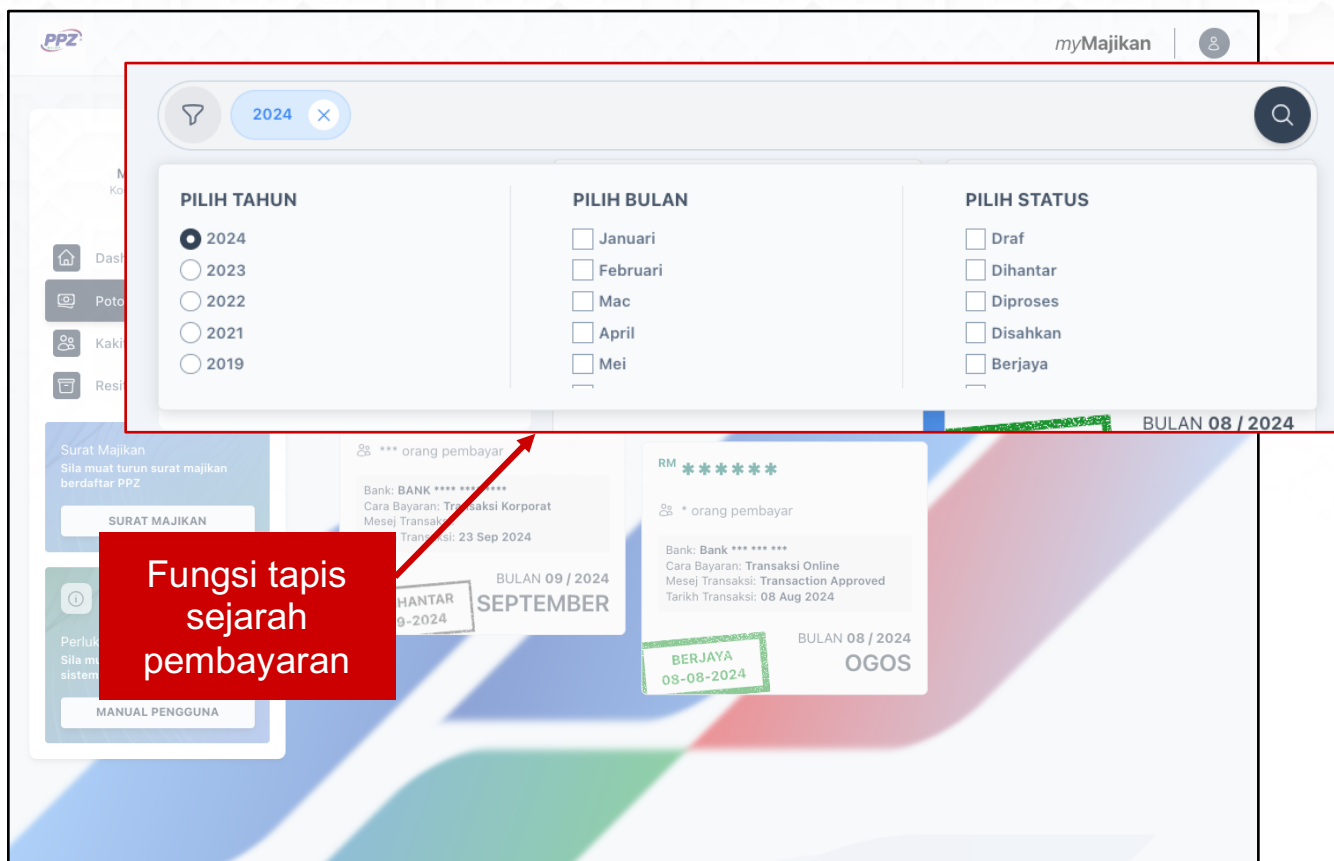 PPZ
myMajikan
2024
PILIH TAHUN
2024
2023
2022
2021
2019
PILIH BULAN
Januari
Februari
Mac
April
Mei
PILIH STATUS
Draf
Dihantar
Diproses
Disahkan
Berjaya
BULAN 08 / 2024
Surat Majikan
Sila muat turun surat majikan
berdaftar PPZ
SURAT MAJIKAN
MANUAL PENGGUNA
Fungsi tapis
sejarah
pembayaran
*** orang pembayar
Bank: BANK **** **** ****
Cara Bayaran: Transaksi Korporat
Mesej
23 Sep 2024
BULAN 09 / 2024
SEPTEMBER
RM ******
* orang pembayar
Bank: Bank *** *** ***
Cara Bayaran: Transaksi Online
Mesej Transaksi: Transaction Approved
Tarikh Transaksi: 08 Aug 2024
BERJAYA
08-08-2024
BULAN 08 / 2024
OGOS